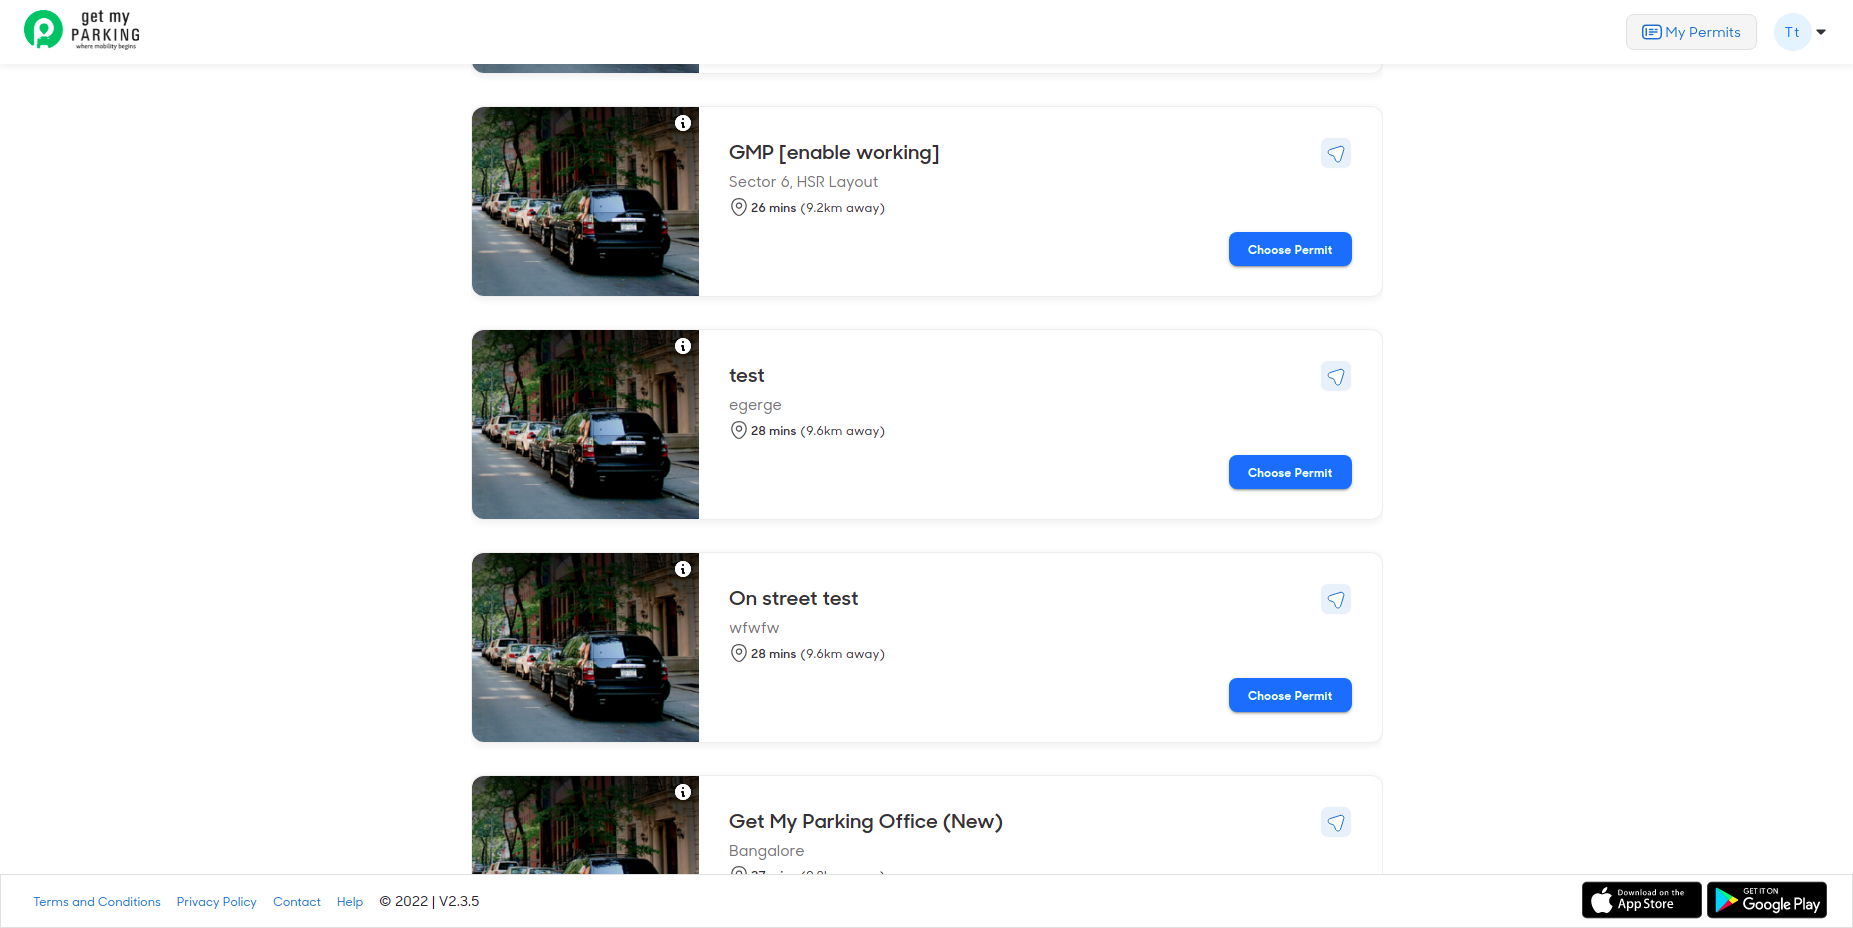 get my
PARKING
where mobility begins
My Permits
Tt
GMP [enable working]
Sector 6, HSR Layout
26 mins (9.2km away)
Choose Permit
test
egerge
28 mins (9.6km away)
Choose Permit
On street test
wfwfw
28 mins (9.6km away)
Choose Permit
Get My Parking Office (New)
Bangalore
Terms and Conditions Privacy Policy Contact Help © 2022 | V2.3.5
Download on the
App Store
GET IT ON
Google Play